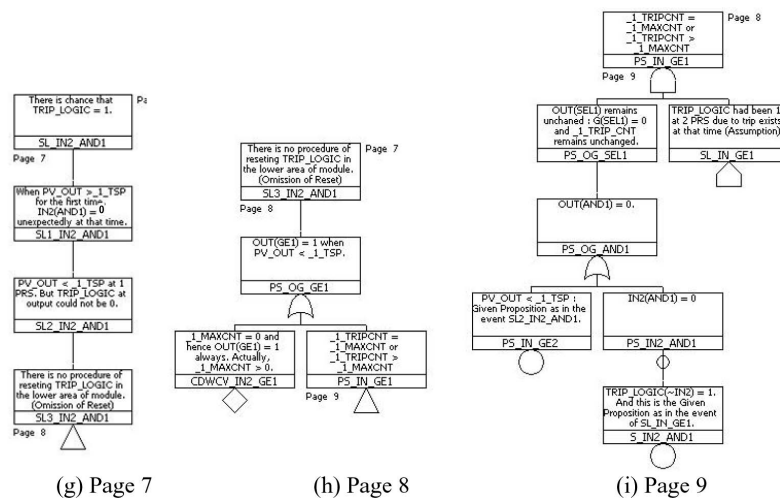 There is chance that
TRIP_LOGIC = 1.
SL_IN2_AND1
Page 7
When PV_OUT > _1_TSP
for the first time.
IN2(AND1) = 0
unexpectedly at that time.
SL1_IN2_AND1
PV_OUT < _1_TSP at 1
PRS. But TRIP_LOGIC at
output could not be 0.
SL2_IN2_AND1
There is no procedure of
reseting TRIP_LOGIC in
the lower area of module.
(Omission of Reset)
SL3_IN2_AND1
Page 8
(g) Page 7
There is no procedure of
reseting TRIP_LOGIC in
the lower area of module.
(Omission of Reset)
Page 7
SL3_IN2_AND1
Page 8
OUT(GE1) = 1 when
PV_OUT < _1_TSP.
PS_OG_GE1
_1_MAXCNT = 0 and
hence OUT(GE1) = 1
always. Actually,
_1_MAXCNT > 0.
CDWCV_IN2_GE1
_1_TRIPCNT =
_1_MAXCNT or
_1_TRIPCNT >
_1_MAXCNT
PS_IN_GE1
Page 9
(h) Page 8
_1_TRIPCNT =
_1_MAXCNT or
_1_TRIPCNT >
_1_MAXCNT
Page 8
PS_IN_GE1
Page 9
OUT(SEL1) remains
unchaned : G(SEL1) = 0
and _1_TRIP_CNT
remains unchanged.
PS_OG_SEL1
TRIP_LOGIC had been 1
at 2 PRS due to trip exists
at that time (Assumption)
SL_IN_GE1
OUT(AND1) = 0.
PS_OG_AND1
PV_OUT < _1_TSP :
Given Proposition as in the
event SL2_IN2_AND1.
PS_IN_GE2
IN2(AND1) = 0
PS_IN2_AND1
TRIP_LOGIC(~IN2) = 1.
And this is the Given
Proposition as in the event
of SL_IN_GE1.
S_IN2_AND1
(i) Page 9